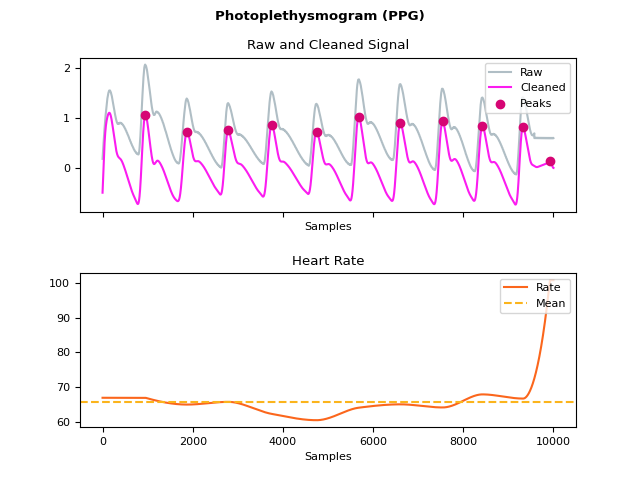 Photoplethysmogram (PPG)
Raw and Cleaned Signal
Raw
Cleaned
Peaks
2
1
0
Samples
Heart Rate
Rate
Mean
100
90
80
70
60
0 2000 4000 6000 8000 10000
Samples